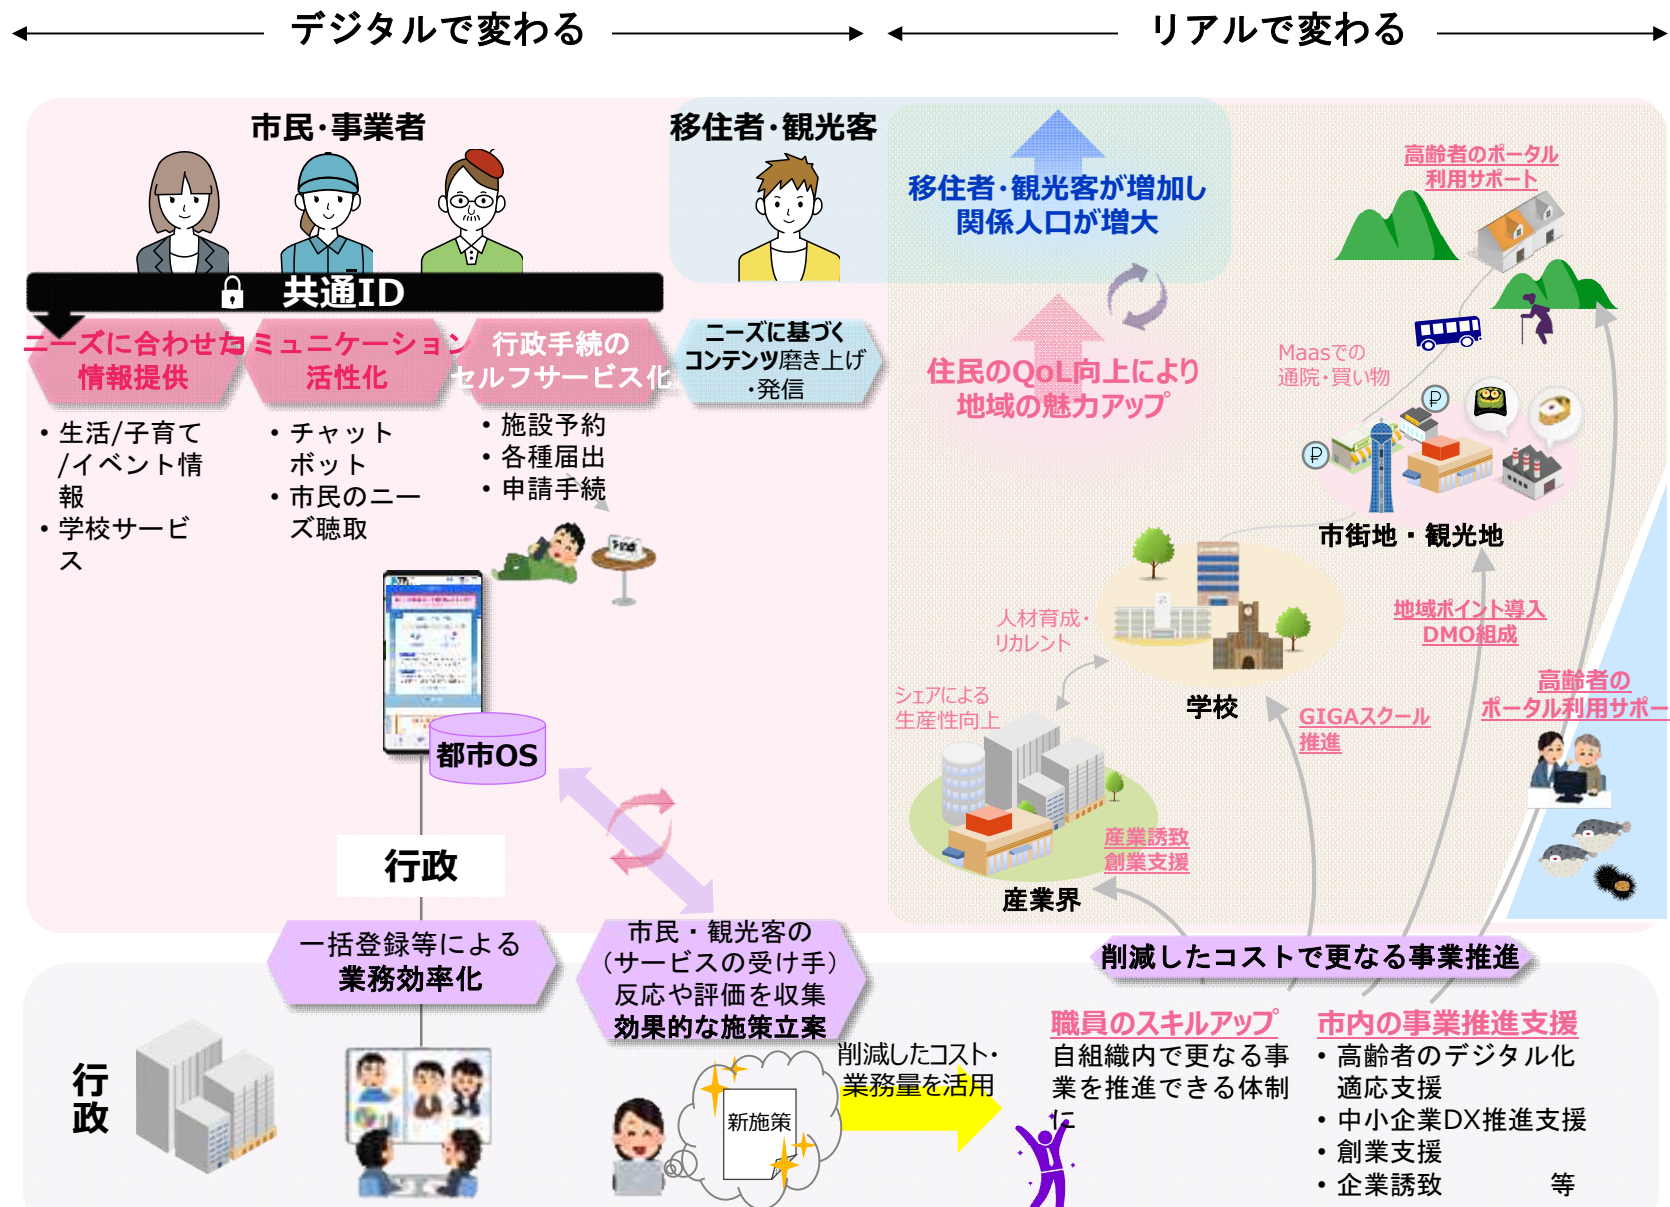 デジタルで変わる
リアルで変わる
市民･事業者
移住者･観光客
共通ID
ニーズに合わせた
情報提供
コミュニケーション
活性化
行政手続の
セルフサービス化
ニーズに基づく
コンテンツ磨き上げ
・発信
• 生活/子育て
/イベント情
報
• 学校サービ
ス
• チャット
ボット
• 市民のニー
ズ聴取
• 施設予約
• 各種届出
• 申請手続
都市OS
行政
一括登録等による
業務効率化
市民・観光客の
（サービスの受け手）
反応や評価を収集
効果的な施策立案
移住者･観光客が増加し
関係人口が増大
住民のQoL向上により
地域の魅力アップ
高齢者のポータル
利用サポート
Maasでの
通院・買い物
市街地・観光地
人材育成・
リカレント
学校
シェアによる
生産性向上
産業界
産業誘致
創業支援
GIGAスクール
推進
地域ポイント導入
DMO組成
高齢者の
ポータル利用サポー
削減したコストで更なる事業推進
行
政
新施策
削減したコスト・
業務量を活用
職員のスキルアップ
自組織内で更なる事
業を推進できる体制
に
市内の事業推進支援
• 高齢者のデジタル化
適応支援
• 中小企業DX推進支援
• 創業支援
• 企業誘致 等